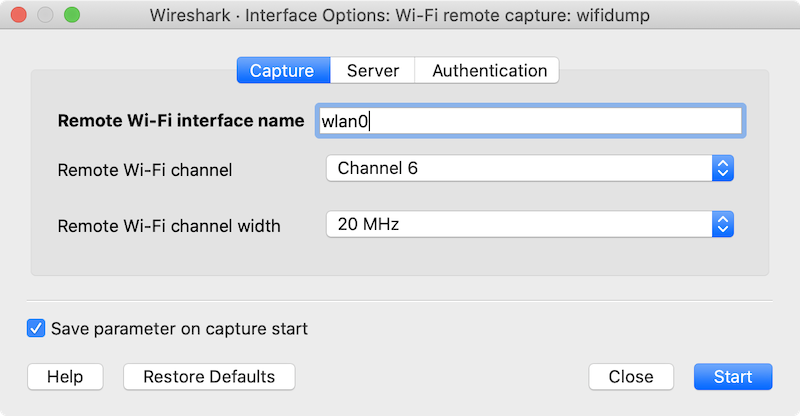 Wireshark · Interface Options: Wi-Fi remote capture: wifidump
Capture Server Authentication
Remote Wi-Fi interface name wlan0
Remote Wi-Fi channel Channel 6
Remote Wi-Fi channel width 20 MHz
Save parameter on capture start
Help Restore Defaults Close Start